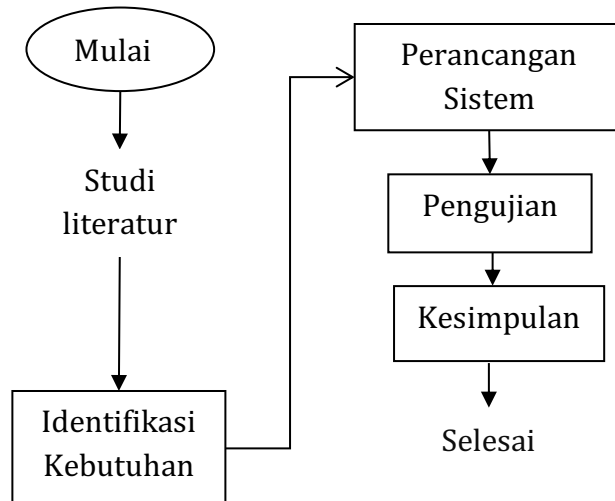 Mulai
Studi
literatur
Identifikasi
Kebutuhan
Perancangan
Sistem
Pengujian
Kesimpulan
Selesai